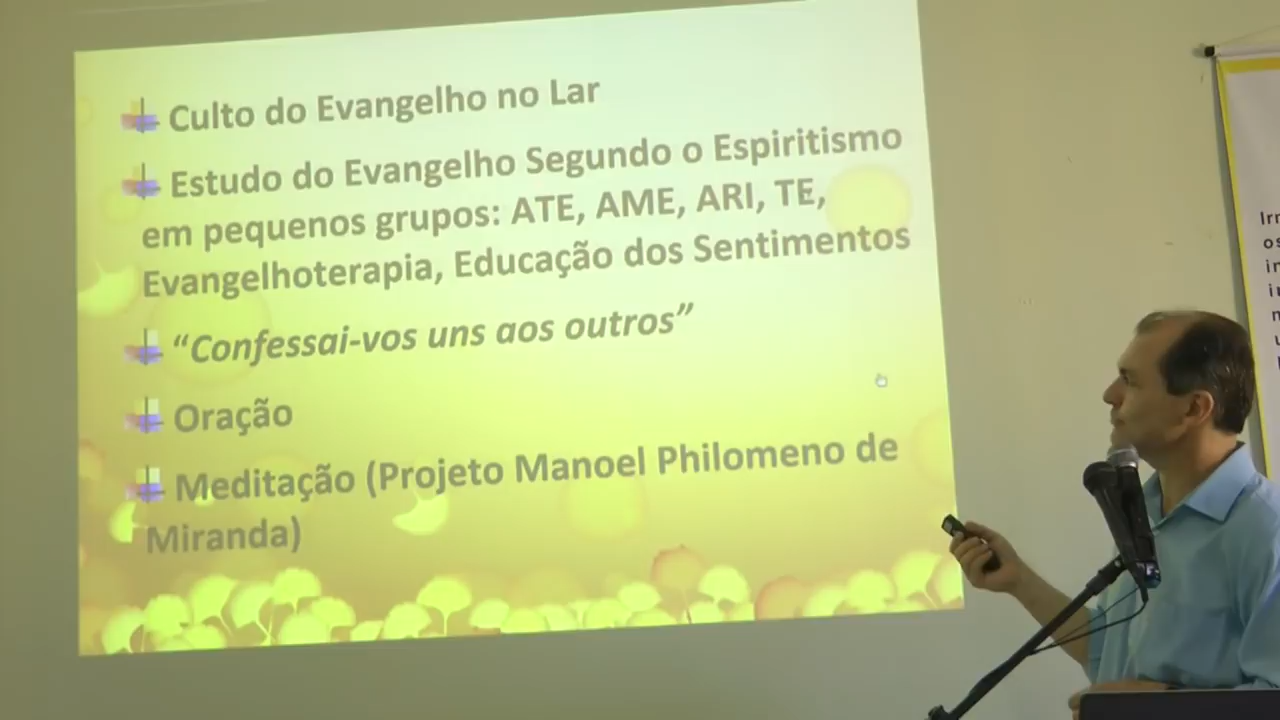 Culto do Evangelho no Lar
Estudo do Evangelho Segundo o Espiritismo
em pequenos grupos: ATE, AME, ARI, TE,
Evangelhoterapia, Educação dos Sentimentos
“Confessai-vos uns aos outros”
Oração
Meditação (Projeto Manoel Philomeno de
Miranda)